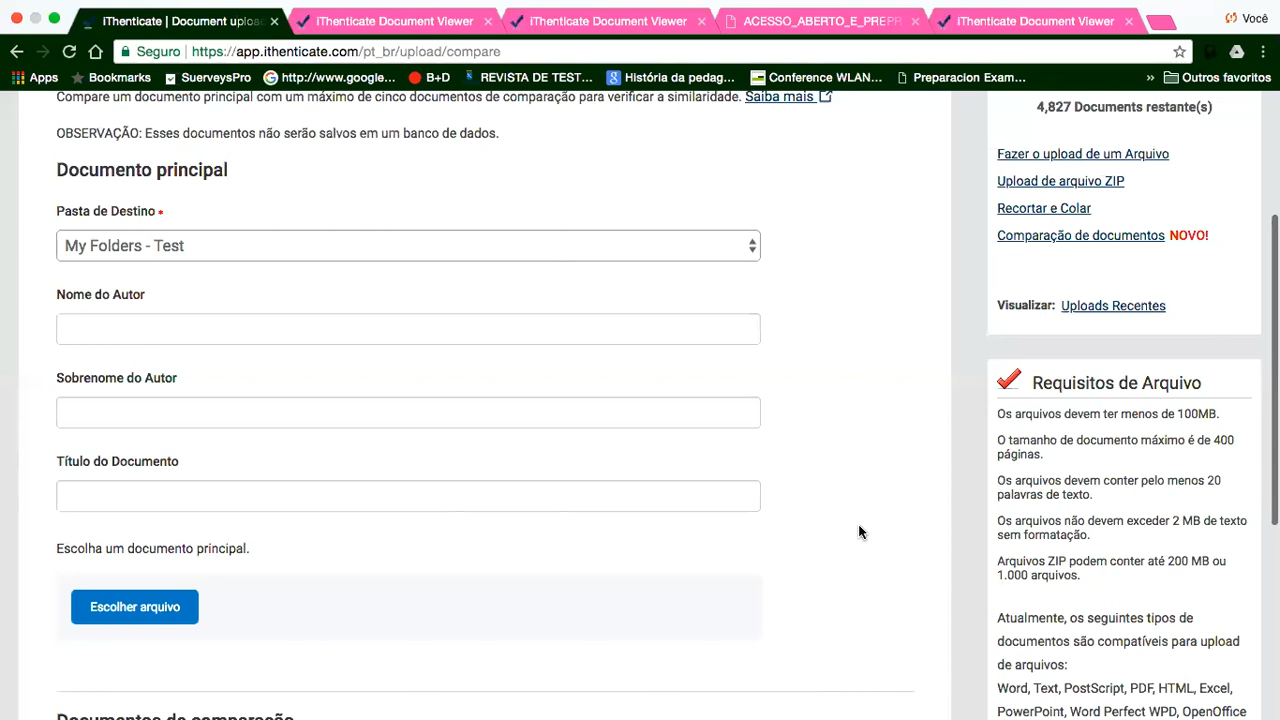 iThenticate | Document uploa
iThenticate Document Viewer
iThenticate Document Viewer
ACESSO_ABERTO_E_PREPR
iThenticate Document Viewer
Você
Seguro
https://app.ithenticate.com/pt_br/upload/compare
Apps
Bookmarks
SuerveysPro
http://www.google...
B+D
REVISTA DE TEST...
História da pedag...
Conference WLAN...
Preparacion Exam...
» Outros favoritos
Compare um documento principal com um máximo de cinco documentos de comparação para verificar a similaridade. Saiba mais
OBSERVAÇÃO: Esses documentos não serão salvos em um banco de dados.
Documento principal
Pasta de Destino •
My Folders - Test
Nome do Autor
Sobrenome do Autor
Título do Documento
Escolha um documento principal.
Escolher arquivo
Documentos de comparação
4,827 Documents restante(s)
Fazer o upload de um Arquivo
Upload de arquivo ZIP
Recortar e Colar
Comparação de documentos NOVO!
Visualizar: Uploads Recentes
Requisitos de Arquivo
Os arquivos devem ter menos de 100MB.
O tamanho de documento máximo é de 400
páginas.
Os arquivos devem conter pelo menos 20
palavras de texto.
Os arquivos não devem exceder 2 MB de texto
sem formatação.
Arquivos ZIP podem conter até 200 MB ou
1.000 arquivos.
Atualmente, os seguintes tipos de
documentos são compatíveis para upload
de arquivos:
Word, Text, PostScript, PDF, HTML, Excel,
PowerPoint, Word Perfect WPD, OpenOffice